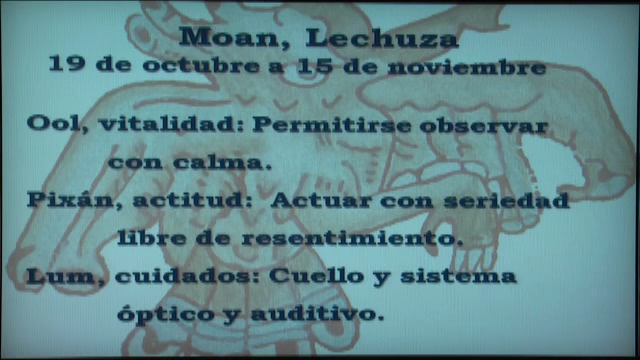 Moan, Lechuza
19 de octubre a 15 de noviembre
Ool, vitalidad: Permitirse observar
con calma.
Pixán, actitud: Actuar con seriedad
libre de resentimiento.
Lum, cuidados: Cuello y sistema
óptico y auditivo.